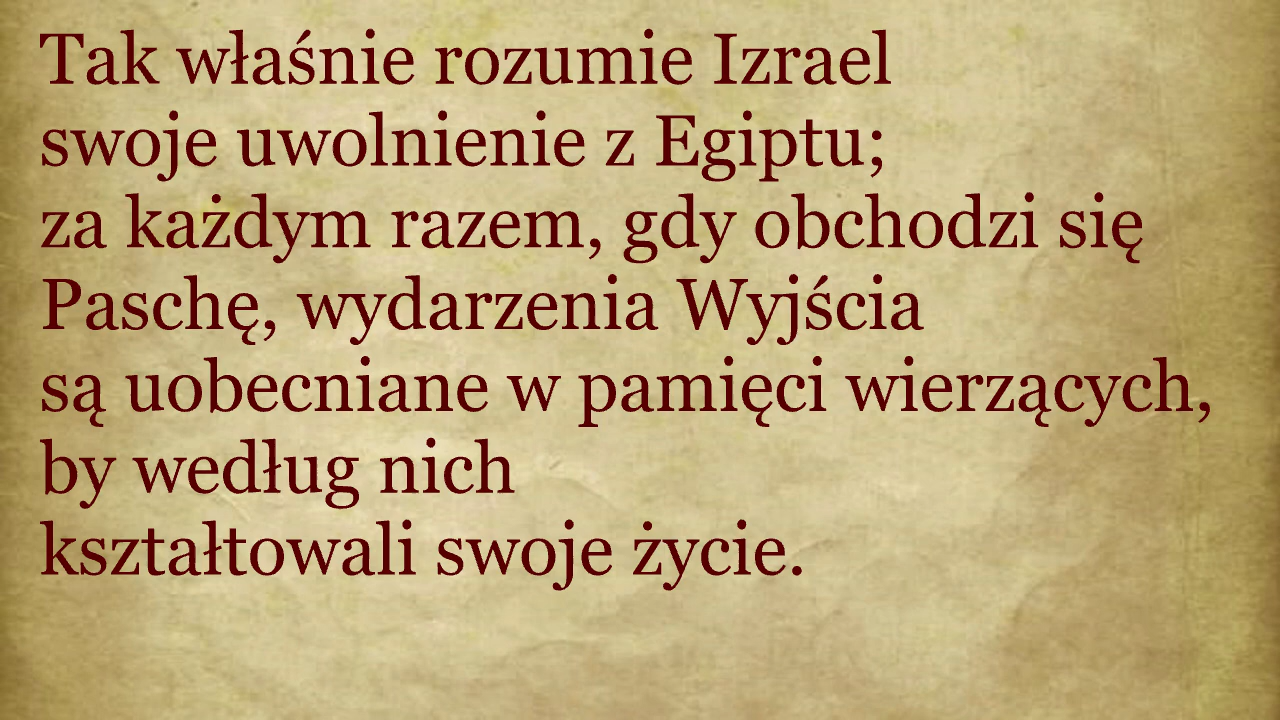 Tak właśnie rozumie Izrael
swoje uwolnienie z Egiptu;
za każdym razem, gdy obchodzi się
Paschę, wydarzenia Wyjścia
są uobecniane w pamięci wierzących,
by według nich
kształtowali swoje życie.